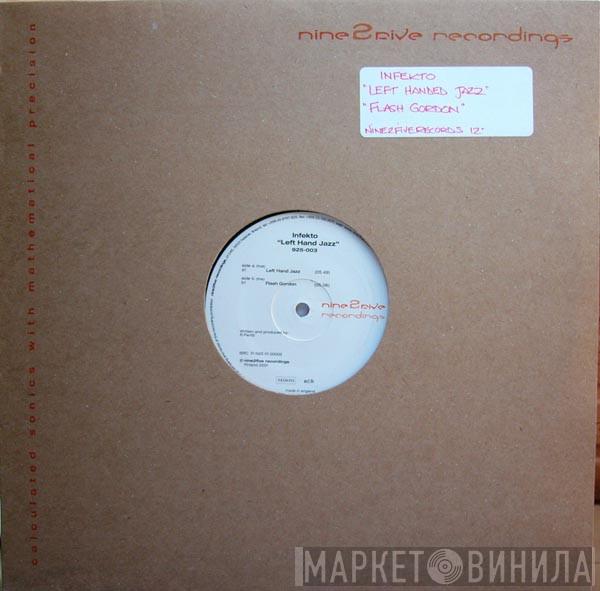 nine2five recordings
INFEKTO
"LEFT HANDED JAZZ"
"FLASH GORDON"
NINE2FIVERECORDS 12"
calculated sonics with mathematical precision
Infekto
"Left Hand Jazz"
925-003
side a
a1 Left Hand Jazz
side b
b1 Flash Gordon
nine2five
recordings
written and produced by:
nine2five recordings
made in england
МАРКЕТ ВИНИЛА